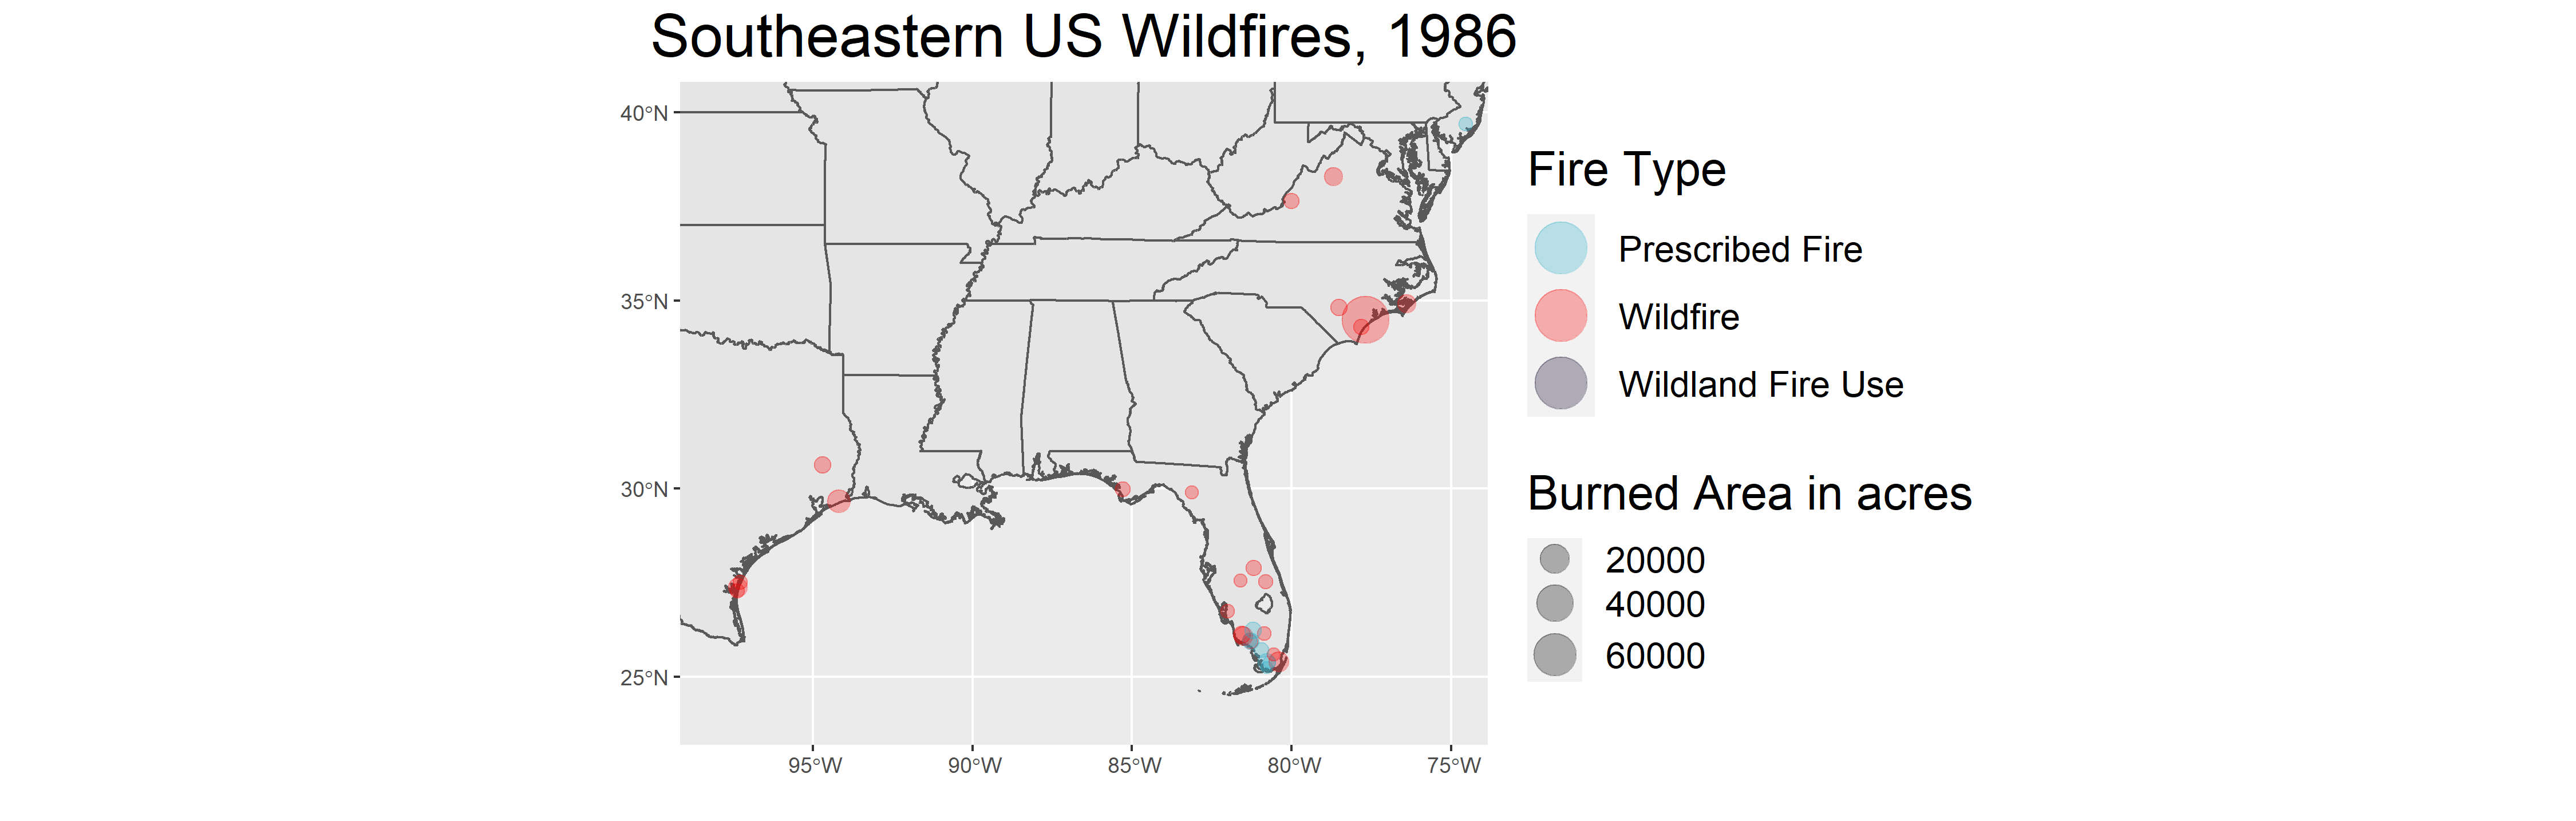 Southeastern US Wildfires, 1986
40°N
35°N
30°N
25°N
95°W
90°W
85°W
80°W
75°W
Fire Type
Prescribed Fire
Wildfire
Wildland Fire Use
Burned Area in acres
20000
40000
60000